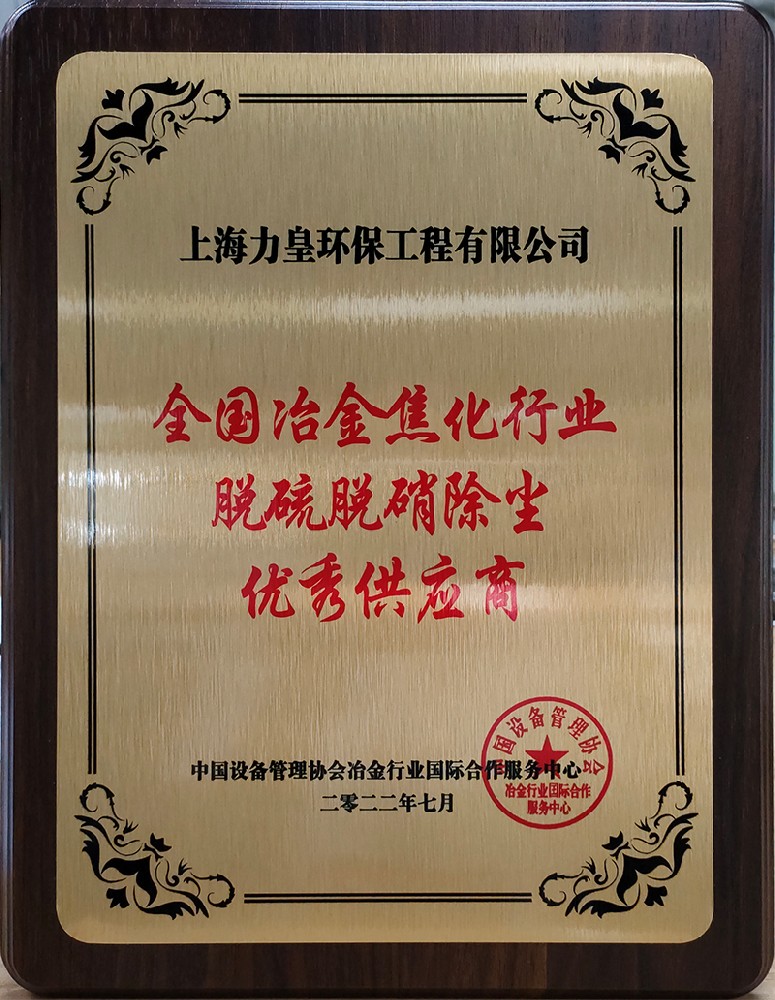 上海力皇环保工程有限公司
全国冶金焦化行业
脱硫脱硝除尘
优秀供应商
中国设备管理协会冶金行业国际合作服务中心
二零二二年七月
中国设备管理协会
冶金行业国际合作
服务中心